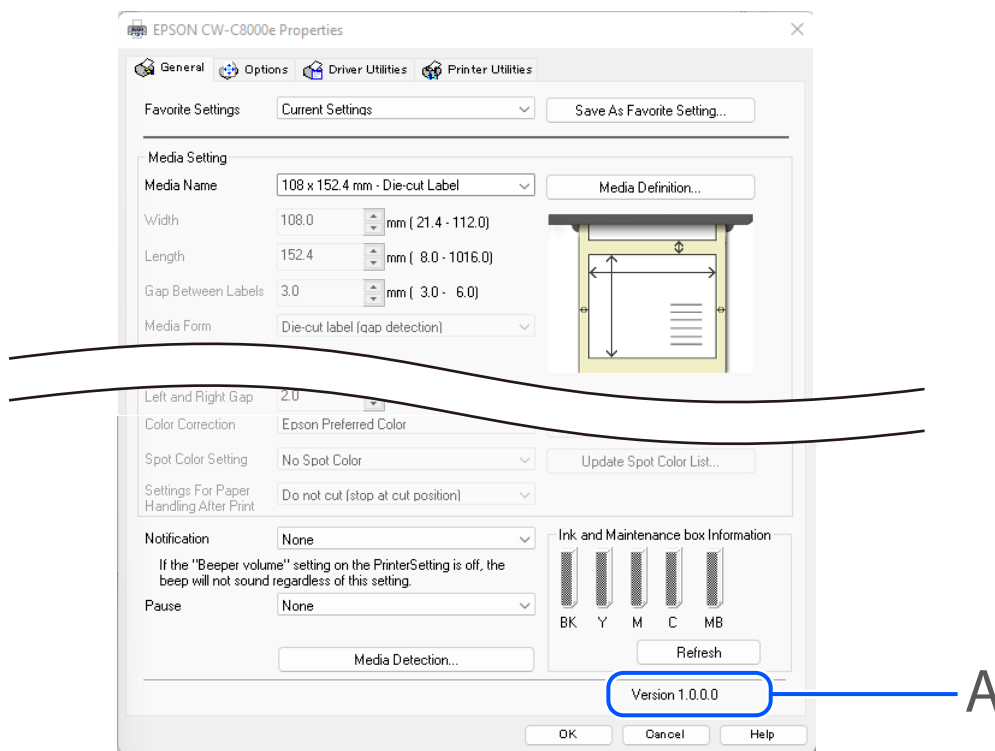 EPSON CW-C8000e Properties
General Options Driver Utilities Printer Utilities
Favorite Settings Current Settings Save As Favorite Setting...
Media Setting
Media Name 108 x 152.4 mm - Die-cut Label Media Definition...
Width 108.0 mm ( 21.4 - 112.0)
Length 152.4 mm ( 8.0 - 1016.0)
Gap Between Labels 3.0 mm ( 3.0 - 6.0)
Media Form Die-cut label (gap detection)
Left and Right Gap 2.0
Color Correction Epson Preferred Color
Spot Color Setting No Spot Color Update Spot Color List...
Settings For Paper
Handling After Print Do not cut (stop at cut position)
Notification None Ink and Maintenance box Information
If the "Beeper volume" setting on the PrinterSetting is off, the
beep will not sound regardless of this setting.
Pause None
BK Y M C MB
Media Detection... Refresh
Version 1.0.0.0 A
OK Cancel Help